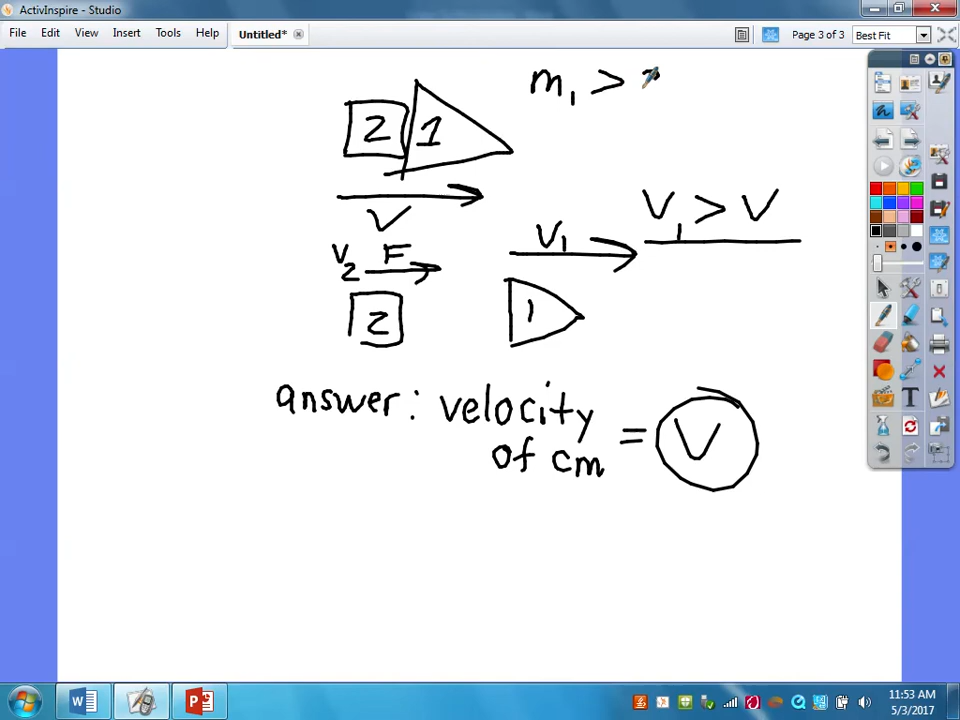 ActivInspire - Studio
File Edit View Insert Tools Help Untitled* Page 3 of 3 Best Fit
m₁ >
2 1
V
V₁ > V
V₂ F
V₁
2 1
answer: velocity of cm = V
11:53 AM
5/3/2017